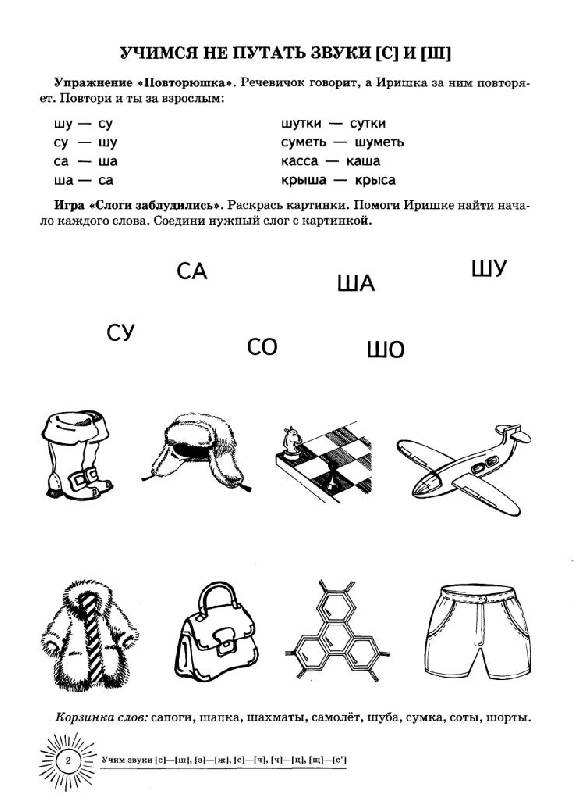 УЧИМСЯ НЕ ПУТАТЬ ЗВУКИ [С] И [Ш]
Упражнение «Повторюшка». Речевичок говорит, а Иришка за ним повторя-
ет. Повтори и ты за взрослым:
шу — су шутки — сутки
су — шу суметь — шуметь
са — ша касса — каша
ша — са крыша — крыса
Игра «Слоги заблудились». Раскрась картинки. Помоги Иришке найти нача-
ло каждого слова. Соедини нужный слог с картинкой.
СА ША ШУ
СУ СО ШО
Корзинка слов: сапоги, шапка, шахматы, самолёт, шуба, сумка, соты, шорты.
2 Учим звуки [с]—[ш], [з]—[ж], [с]—[ч], [ч]—[ц], [щ]—[с']